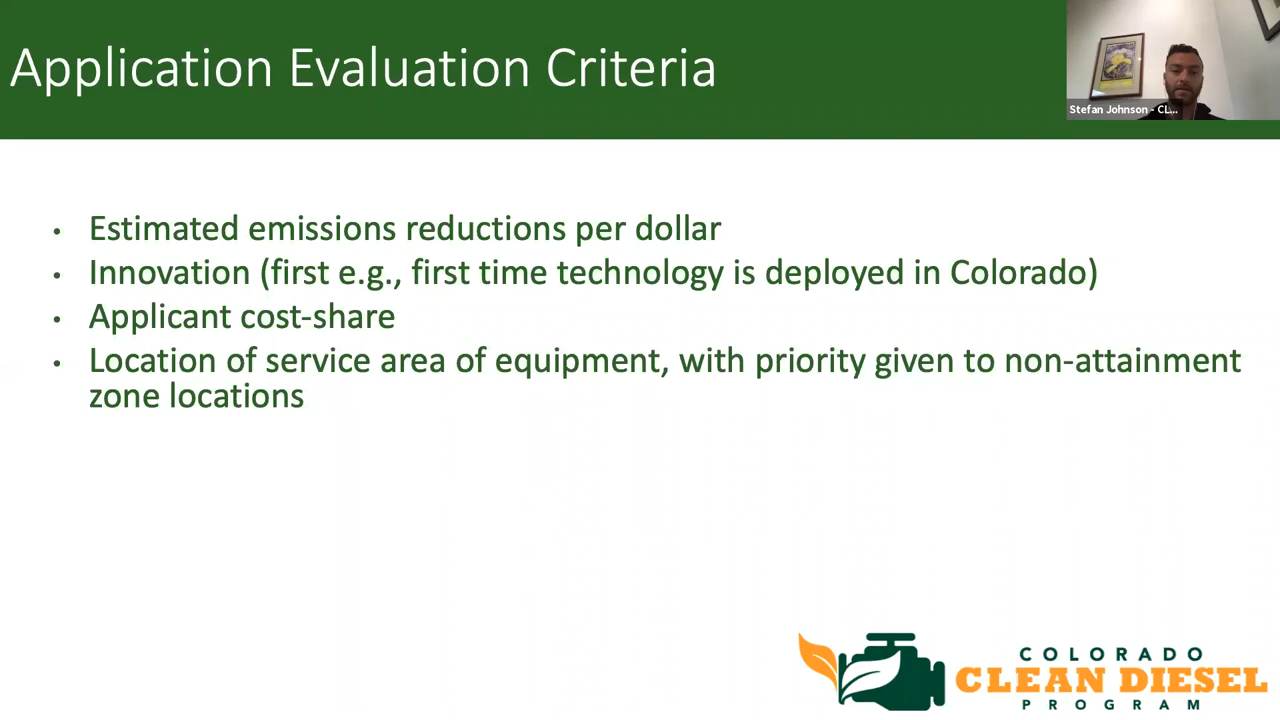 Application Evaluation Criteria
Stefan Johnson - CL...
• Estimated emissions reductions per dollar
• Innovation (first e.g., first time technology is deployed in Colorado)
• Applicant cost-share
• Location of service area of equipment, with priority given to non-attainment
zone locations
COLORADO
CLEAN DIESEL
PROGRAM